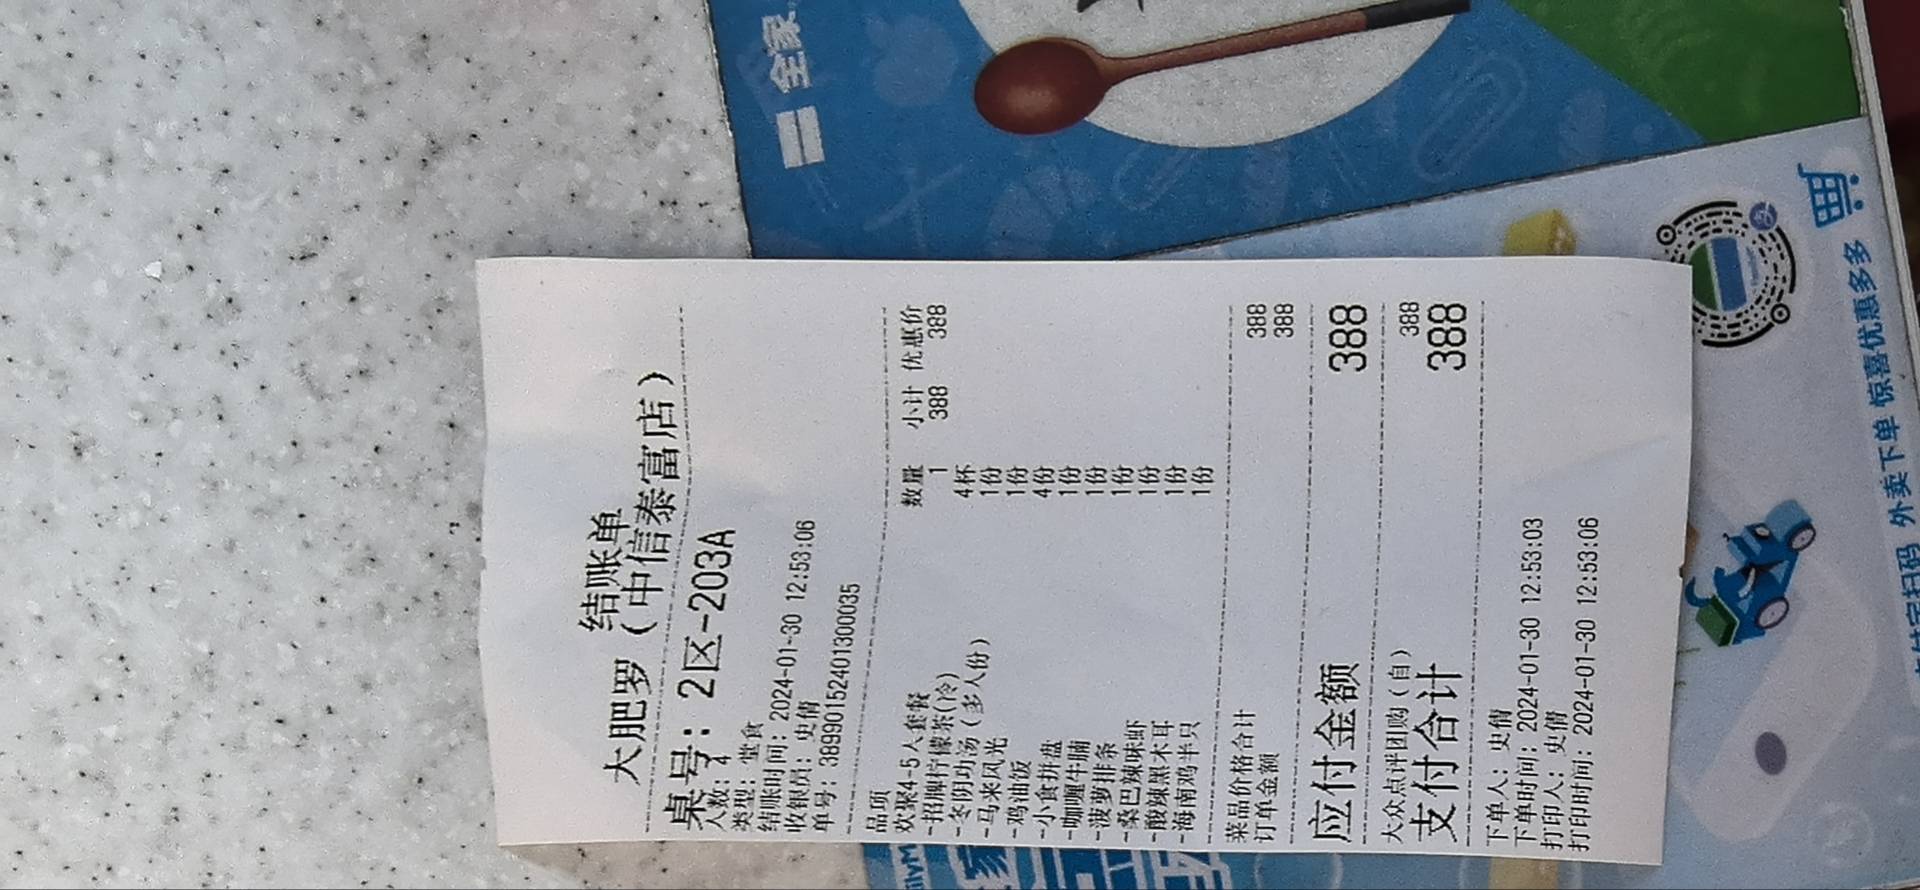 结账单
大肥罗（中信泰富店）
桌号：2区-203A
人数：4
类型：堂食
结账时间：2024-01-30 12:53:06
收银员：史倩
单号：3899015240130035
品项 数量 小计 优惠价
欢聚4-5人套餐 1 388 388
-招牌柠檬茶(冷) 4杯
-冬阴功汤（多人份） 1份
-马来风光 1份
-鸡油饭 4份
-小食拼盘 1份
-咖喱牛腩 1份
-菠萝排条 1份
-桑巴辣味虾 1份
-酸辣黑木耳 1份
-海南鸡半只 1份
菜品价格合计 388
订单金额 388
应付金额 388
大众点评团购（自） 388
支付合计 388
下单人：史倩
下单时间：2024-01-30 12:53:03
打印人：史倩
打印时间：2024-01-30 12:53:06
全家
外卖下单 惊喜优惠多多